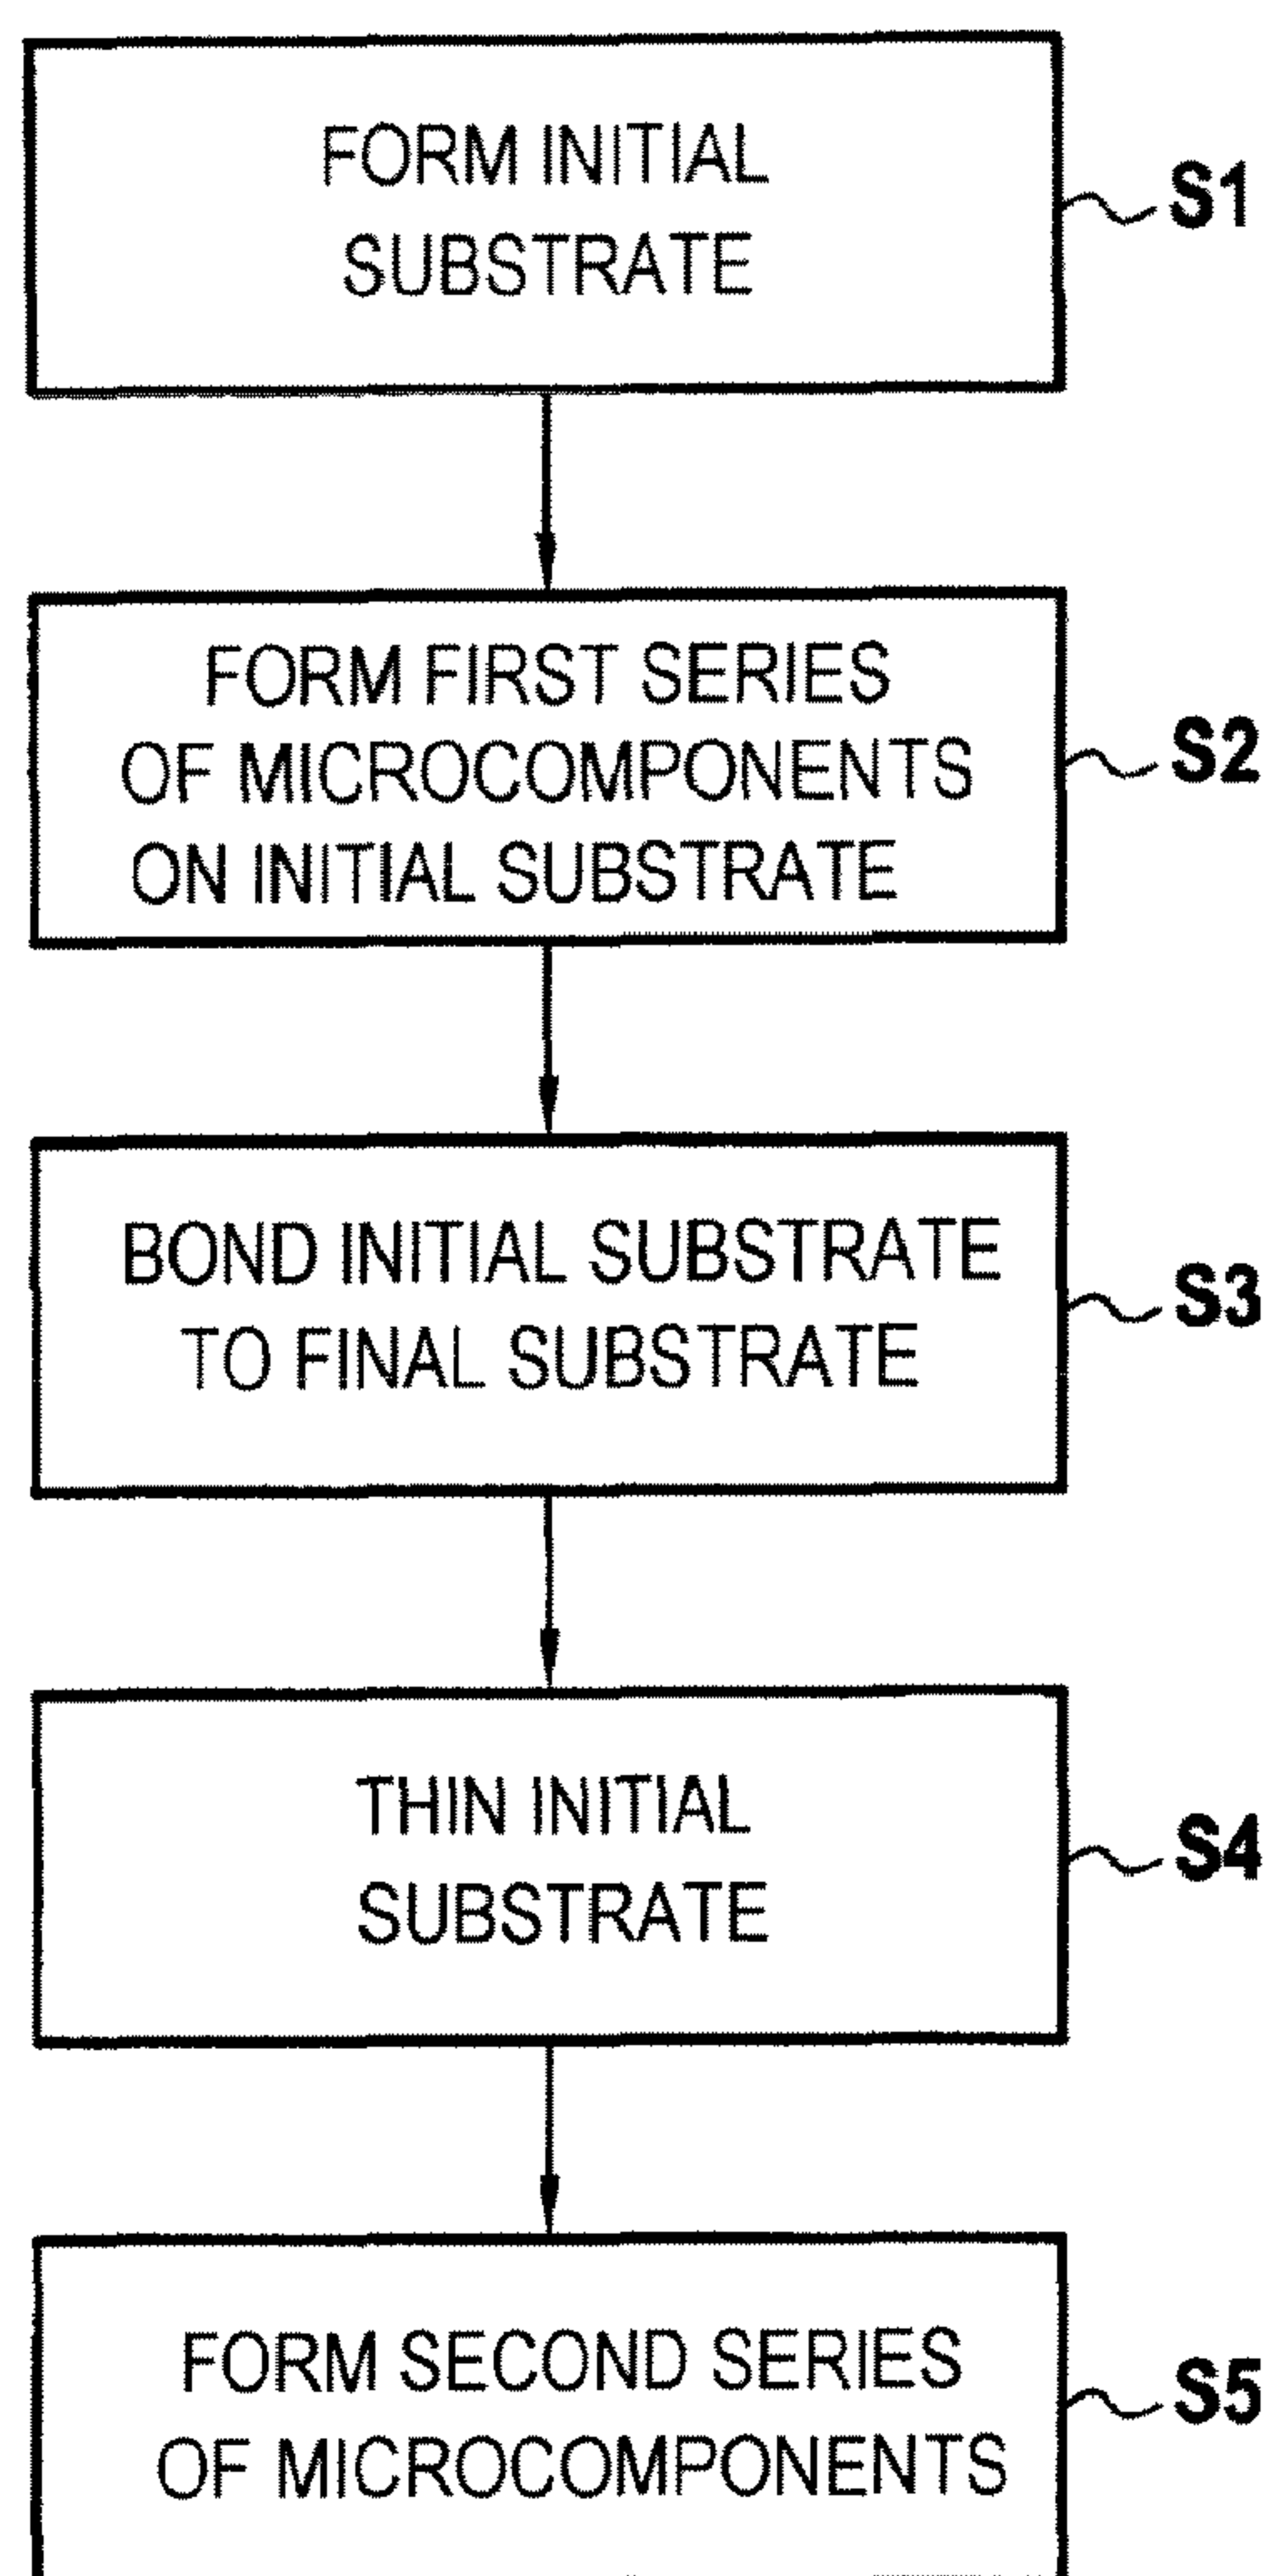 FORM INITIAL
SUBSTRATE
S1
FORM FIRST SERIES
OF MICROCOMPONENTS
ON INITIAL SUBSTRATE
S2
BOND INITIAL SUBSTRATE
TO FINAL SUBSTRATE
S3
THIN INITIAL
SUBSTRATE
S4
FORM SECOND SERIES
OF MICROCOMPONENTS
S5